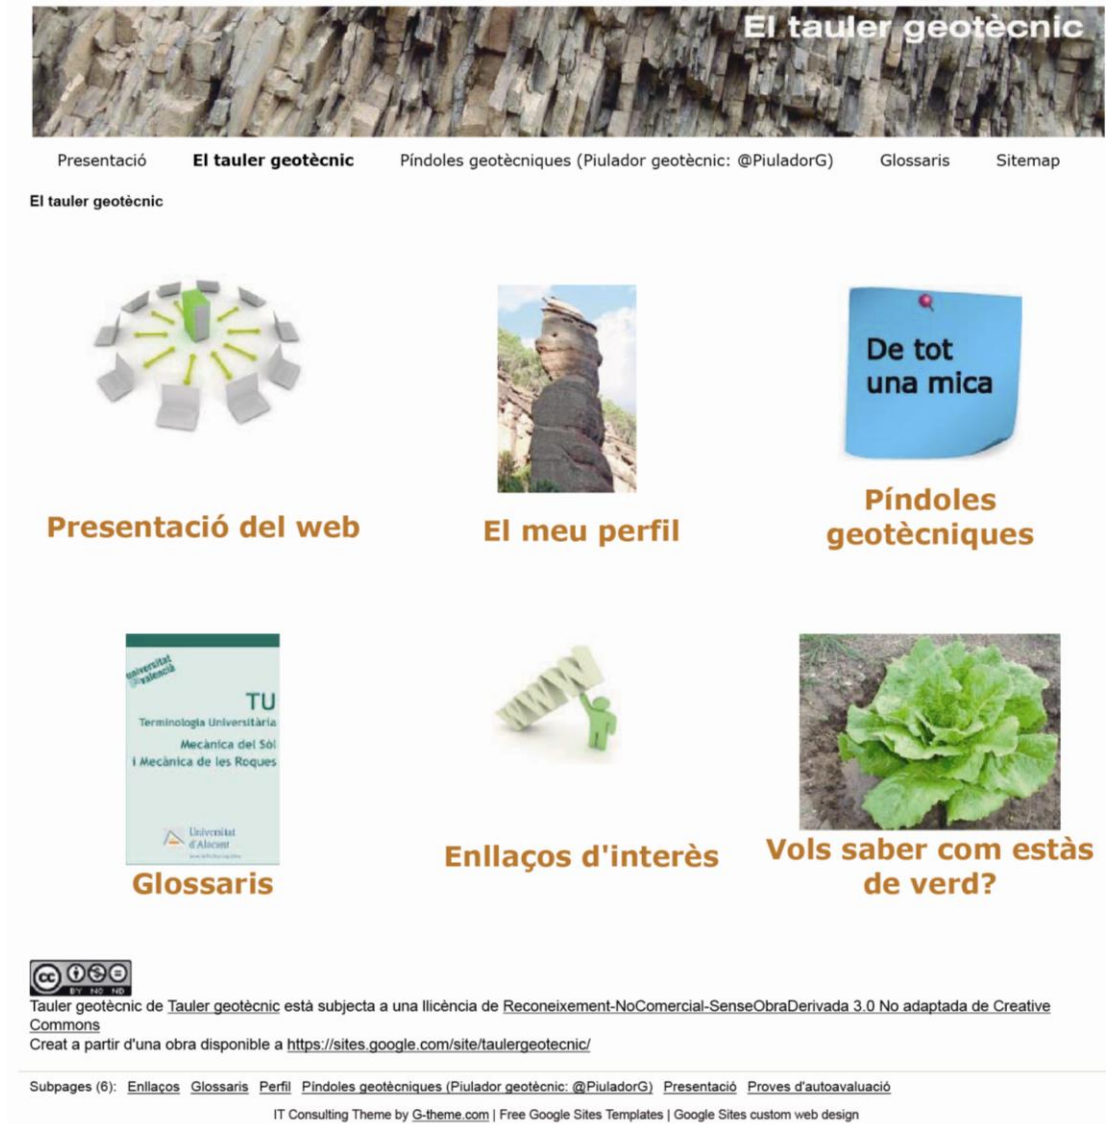 El tauler geotècnic
Presentació El tauler geotècnic Píndoles geotècniques (Piulador geotècnic: @PiuladorG) Glossaris Sitemap
El tauler geotècnic
De tot
una mica
Presentació del web
El meu perfil
Píndoles
geotècniques
universitat
València
TU
Terminologia Universitària
Mecànica del Sòl
i Mecànica de les Roques
Universitat
d'Alacant
Glossaris
WWW
Enllaços d'interès
Vols saber com estàs
de verd?
cc
BY NC ND
Tauler geotècnic de Tauler geotècnic està subjecta a una llicència de Reconeixement-NoComercial-SenseObraDerivada 3.0 No adaptada de Creative
Commons
Creat a partir d'una obra disponible a https://sites.google.com/site/taulergeotecnic/
Subpages (6): Enllaços Glossaris Perfil Píndoles geotècniques (Piulador geotècnic: @PiuladorG) Presentació Proves d'autoavaluació
IT Consulting Theme by G-theme.com | Free Google Sites Templates | Google Sites custom web design